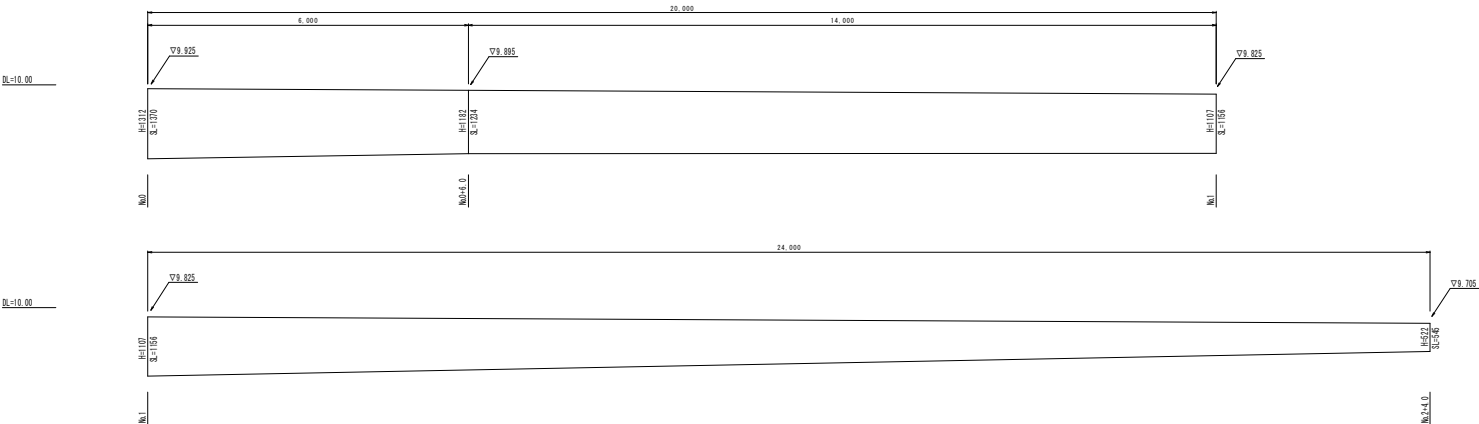 20,000
6,000
14,000
▽9.925
▽9.895
▽9.825
DL=10.00
H=1312
SL=1370
H=1182
SL=1234
H=1107
SL=1156
No.0
No.0+6.0
No.1
24,000
▽9.825
▽9.705
DL=10.00
H=1107
SL=1156
H=522
SL=545
No.1
No.2+4.0